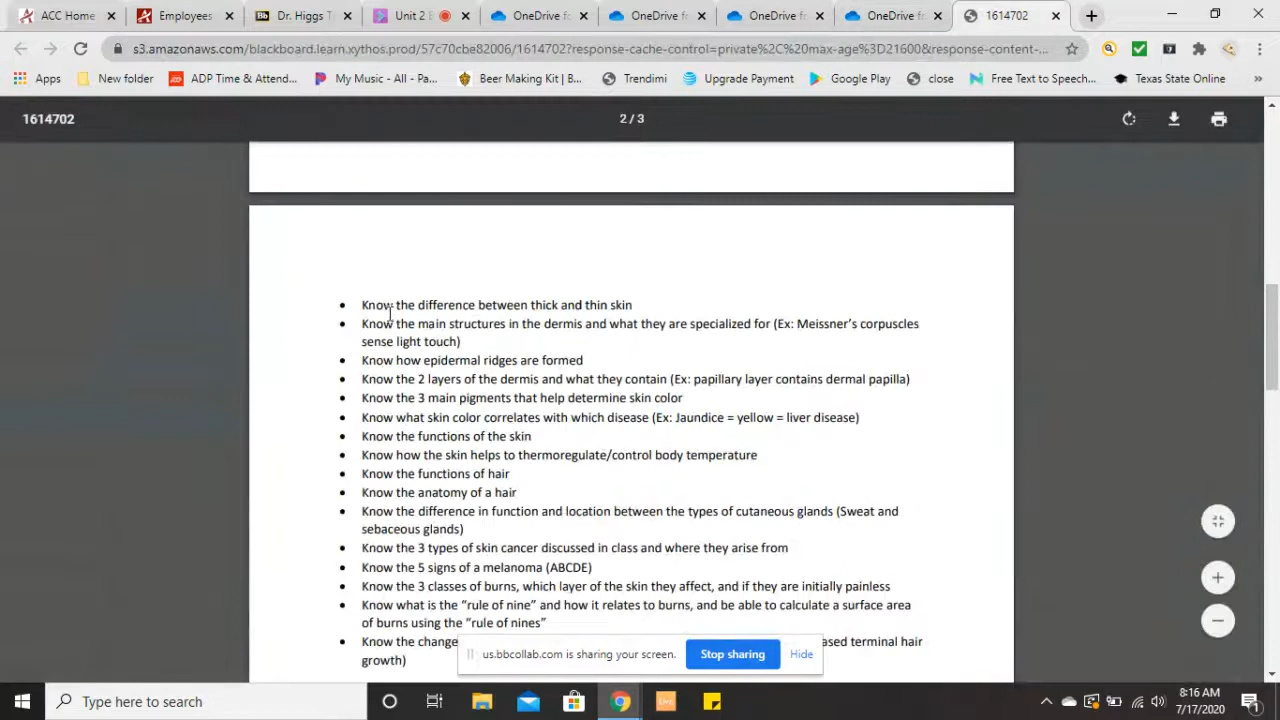 ACC Home
Employees
Bb Dr. Higgs T
Unit 2 E
OneDrive f
OneDrive f
OneDrive f
OneDrive f
1614702
s3.amazonaws.com/blackboard.learn.xythos.prod/57c70cbe82006/1614702?response-cache-control=private%2C%20max-age%3D21600&response-content-...
Apps
New folder
ADP Time & Attend...
My Music - All - Pa...
Beer Making Kit | B...
Trendimi
Upgrade Payment
Google Play
close
Free Text to Speech...
Texas State Online
1614702
2 / 3
• Know the difference between thick and thin skin
• Know the main structures in the dermis and what they are specialized for (Ex: Meissner's corpuscles
sense light touch)
• Know how epidermal ridges are formed
• Know the 2 layers of the dermis and what they contain (Ex: papillary layer contains dermal papilla)
• Know the 3 main pigments that help determine skin color
• Know what skin color correlates with which disease (Ex: Jaundice = yellow = liver disease)
• Know the functions of the skin
• Know how the skin helps to thermoregulate/control body temperature
• Know the functions of hair
• Know the anatomy of a hair
• Know the difference in function and location between the types of cutaneous glands (Sweat and
sebaceous glands)
• Know the 3 types of skin cancer discussed in class and where they arise from
• Know the 5 signs of a melanoma (ABCDE)
• Know the 3 classes of burns, which layer of the skin they affect, and if they are initially painless
• Know what is the “rule of nine” and how it relates to burns, and be able to calculate a surface area
of burns using the “rule of nines”
• Know the change ased terminal hair
growth)
us.bbcollab.com is sharing your screen.
Stop sharing
Hide
Type here to search
8:16 AM
7/17/2020